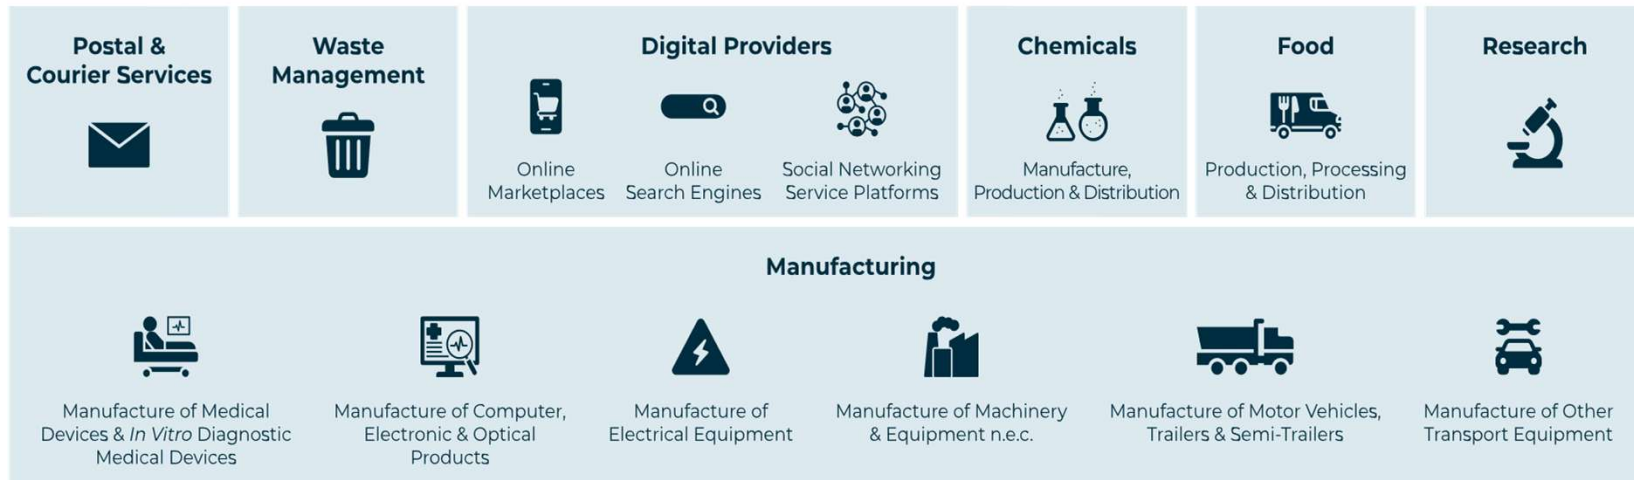 Postal &
Courier Services
Waste
Management
Digital Providers
Online
Marketplaces
Online
Search Engines
Social Networking
Service Platforms
Chemicals
Manufacture,
Production & Distribution
Food
Production, Processing
& Distribution
Research
Manufacturing
Manufacture of Medical
Devices & In Vitro Diagnostic
Medical Devices
Manufacture of Computer,
Electronic & Optical
Products
Manufacture of
Electrical Equipment
Manufacture of Machinery
& Equipment n.e.c.
Manufacture of Motor Vehicles,
Trailers & Semi-Trailers
Manufacture of Other
Transport Equipment